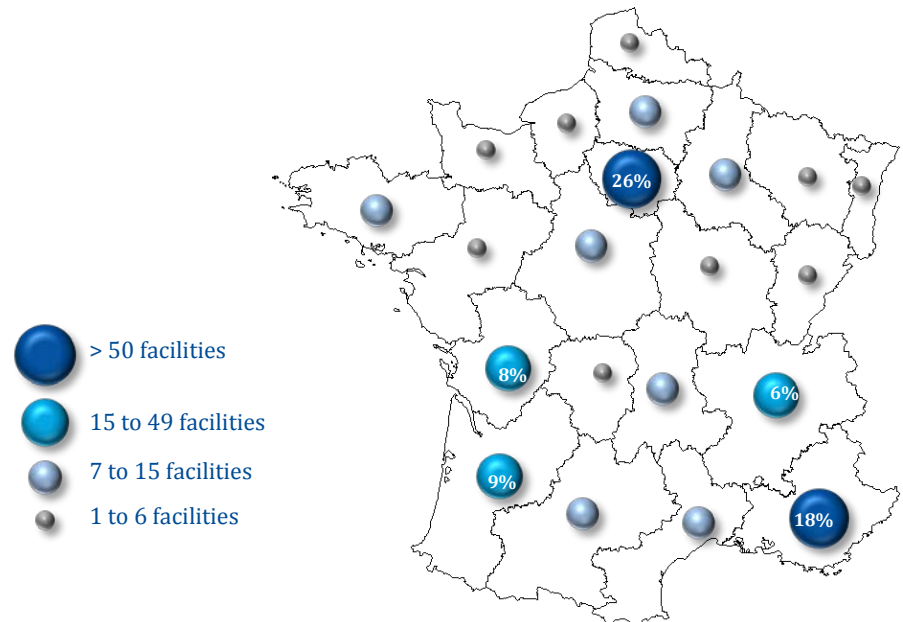 26%
8%
6%
9%
18%
> 50 facilities
15 to 49 facilities
7 to 15 facilities
1 to 6 facilities